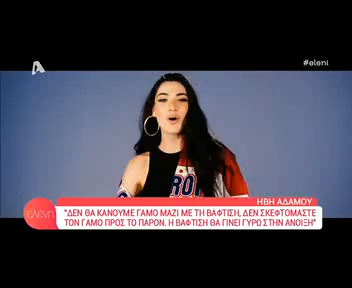 #eleni
ΗΒΗ ΑΔΑΜΟΥ
ελενη
"ΔΕΝ ΘΑ ΚΑΝΟΥΜΕ ΓΑΜΟ ΜΑΖΙ ΜΕ ΤΗ ΒΑΦΤΙΣΗ, ΔΕΝ ΣΚΕΦΤΟΜΑΣΤΕ
ΤΟΝ ΓΑΜΟ ΠΡΟΣ ΤΟ ΠΑΡΟΝ. Η ΒΑΦΤΙΣΗ ΘΑ ΓΙΝΕΙ ΓΥΡΩ ΣΤΗΝ ΑΝΟΙΞΗ"